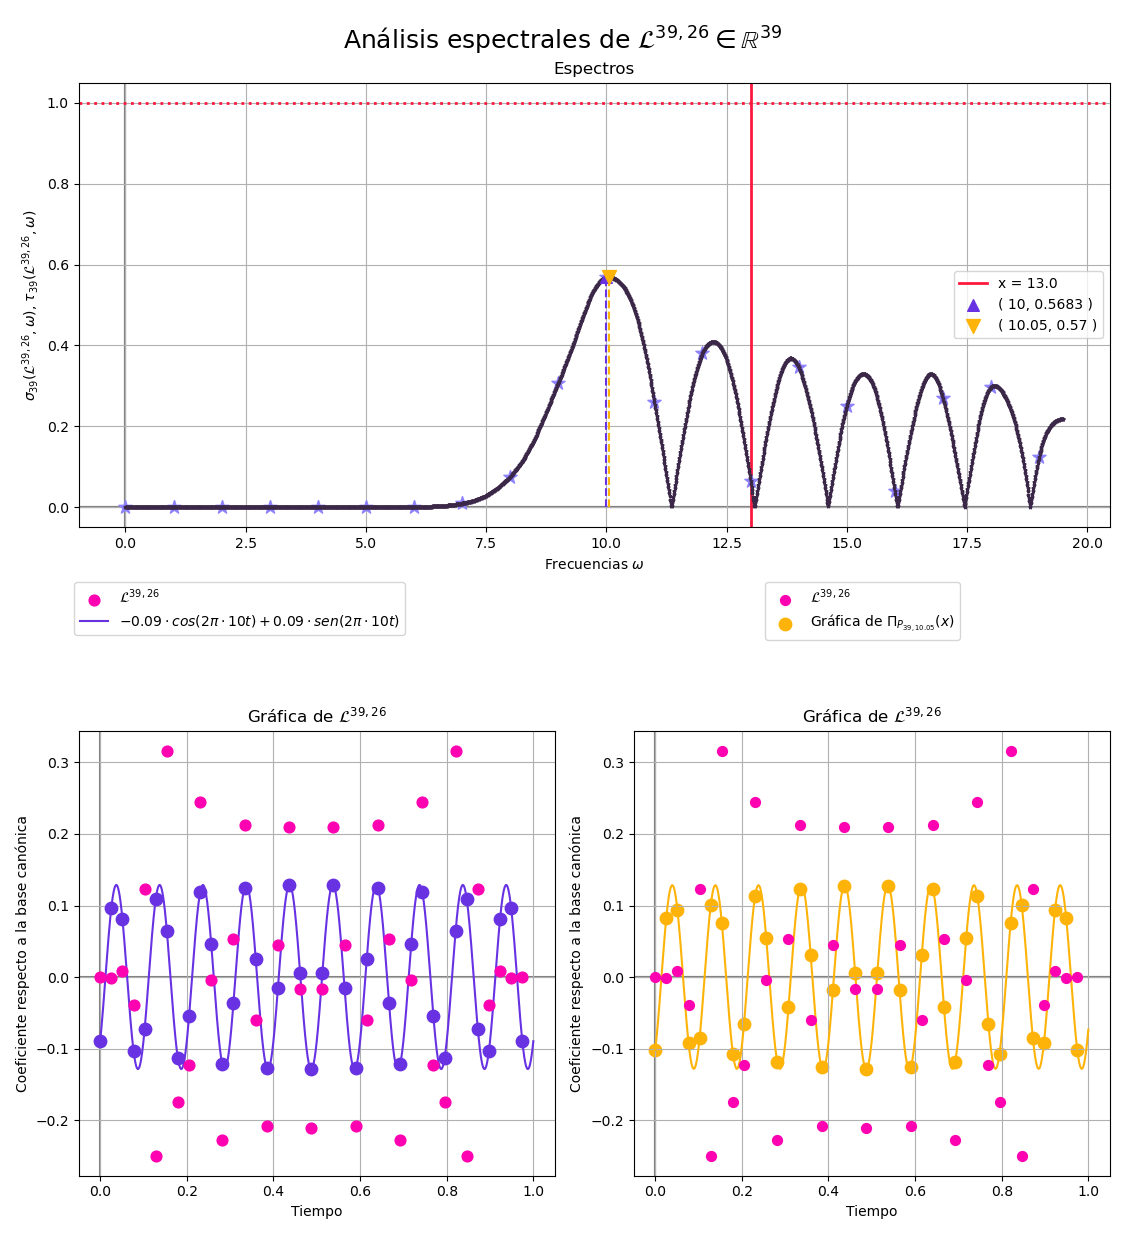 Análisis espectrales de $\mathcal{L}^{39,26} \in \mathbb{R}^{39}$
Espectros
$\sigma_{39}(\mathcal{L}^{39,26}, \omega), \tau_{39}(\mathcal{L}^{39,26}, \omega)$
1.0
0.8
0.6
0.4
0.2
0.0
x = 13.0
( 10, 0.5683 )
( 10.05, 0.57 )
0.0 2.5 5.0 7.5 10.0 12.5 15.0 17.5 20.0
Frecuencias ω
$\mathcal{L}^{39,26}$
$-0.09 \cdot cos(2\pi \cdot 10t) + 0.09 \cdot sen(2\pi \cdot 10t)$
$\mathcal{L}^{39,26}$
Gráfica de $\Pi_{P_{39,10.05}}(x)$
Gráfica de $\mathcal{L}^{39,26}$
Coeficiente respecto a la base canónica
0.3
0.2
0.1
0.0
−0.1
−0.2
0.0 0.2 0.4 0.6 0.8 1.0
Tiempo
Gráfica de $\mathcal{L}^{39,26}$
Coeficiente respecto a la base canónica
0.3
0.2
0.1
0.0
−0.1
−0.2
0.0 0.2 0.4 0.6 0.8 1.0
Tiempo